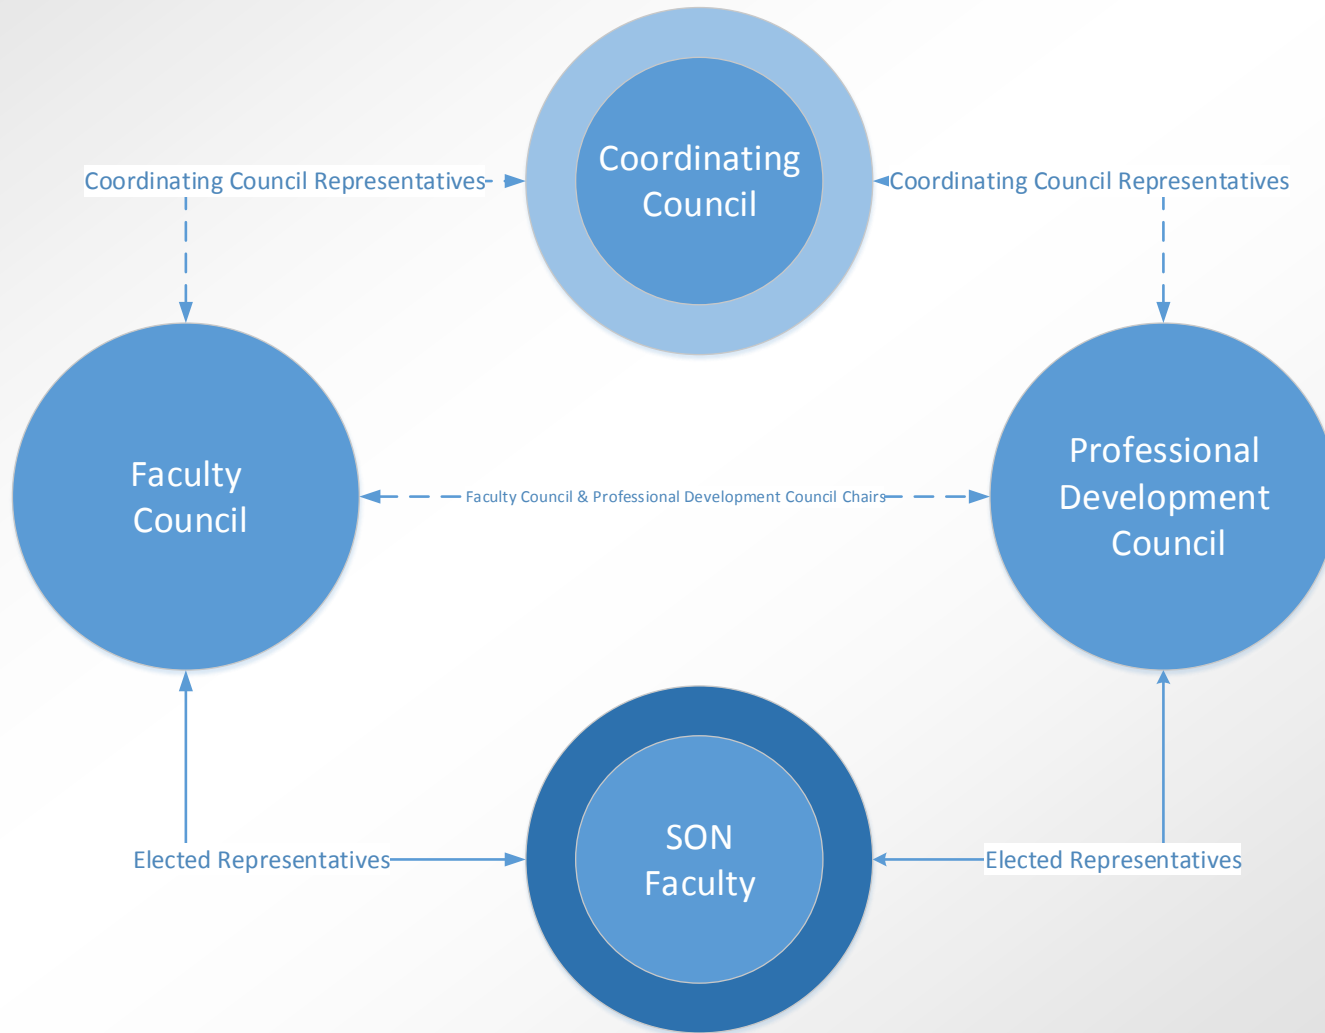 Coordinating
Council
Coordinating Council Representatives
Coordinating Council Representatives
Faculty
Council
Faculty Council & Professional Development Council Chairs
Professional
Development
Council
SON
Faculty
Elected Representatives
Elected Representatives